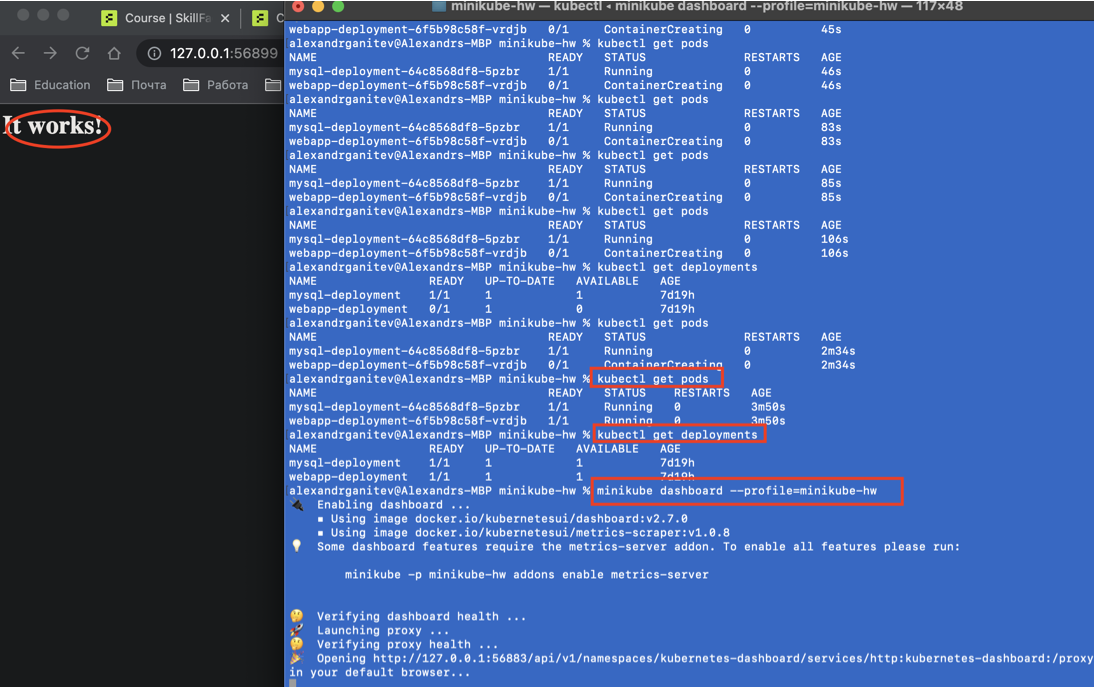 Course | SkillFa
127.0.0.1:56899
Education
Почта
Работа
It works!
minikube-hw — kubectl ◂ minikube dashboard --profile=minikube-hw — 117×48
webapp-deployment-6f5b98c58f-vrdjb 0/1 ContainerCreating 0 45s
alexandrganitev@Alexandrs-MBP minikube-hw % kubectl get pods
NAME READY STATUS RESTARTS AGE
mysql-deployment-64c8568df8-5pzbr 1/1 Running 0 46s
webapp-deployment-6f5b98c58f-vrdjb 0/1 ContainerCreating 0 46s
alexandrganitev@Alexandrs-MBP minikube-hw % kubectl get pods
NAME READY STATUS RESTARTS AGE
mysql-deployment-64c8568df8-5pzbr 1/1 Running 0 83s
webapp-deployment-6f5b98c58f-vrdjb 0/1 ContainerCreating 0 83s
alexandrganitev@Alexandrs-MBP minikube-hw % kubectl get pods
NAME READY STATUS RESTARTS AGE
mysql-deployment-64c8568df8-5pzbr 1/1 Running 0 85s
webapp-deployment-6f5b98c58f-vrdjb 0/1 ContainerCreating 0 85s
alexandrganitev@Alexandrs-MBP minikube-hw % kubectl get pods
NAME READY STATUS RESTARTS AGE
mysql-deployment-64c8568df8-5pzbr 1/1 Running 0 106s
webapp-deployment-6f5b98c58f-vrdjb 0/1 ContainerCreating 0 106s
alexandrganitev@Alexandrs-MBP minikube-hw % kubectl get deployments
NAME READY UP-TO-DATE AVAILABLE AGE
mysql-deployment 1/1 1 1 7d19h
webapp-deployment 0/1 1 0 7d19h
alexandrganitev@Alexandrs-MBP minikube-hw % kubectl get pods
NAME READY STATUS RESTARTS AGE
mysql-deployment-64c8568df8-5pzbr 1/1 Running 0 2m34s
webapp-deployment-6f5b98c58f-vrdjb 0/1 ContainerCreating 0 2m34s
alexandrganitev@Alexandrs-MBP minikube-hw % kubectl get pods
NAME READY STATUS RESTARTS AGE
mysql-deployment-64c8568df8-5pzbr 1/1 Running 0 3m50s
webapp-deployment-6f5b98c58f-vrdjb 1/1 Running 0 3m50s
alexandrganitev@Alexandrs-MBP minikube-hw % kubectl get deployments
NAME READY UP-TO-DATE AVAILABLE AGE
mysql-deployment 1/1 1 1 7d19h
webapp-deployment 1/1 1 1 7d19h
alexandrganitev@Alexandrs-MBP minikube-hw % minikube dashboard --profile=minikube-hw
Enabling dashboard ...
▪ Using image docker.io/kubernetesui/dashboard:v2.7.0
▪ Using image docker.io/kubernetesui/metrics-scraper:v1.0.8
Some dashboard features require the metrics-server addon. To enable all features please run:
minikube -p minikube-hw addons enable metrics-server
Verifying dashboard health ...
Launching proxy ...
Verifying proxy health ...
Opening http://127.0.0.1:56883/api/v1/namespaces/kubernetes-dashboard/services/http:kubernetes-dashboard:/proxy
in your default browser...